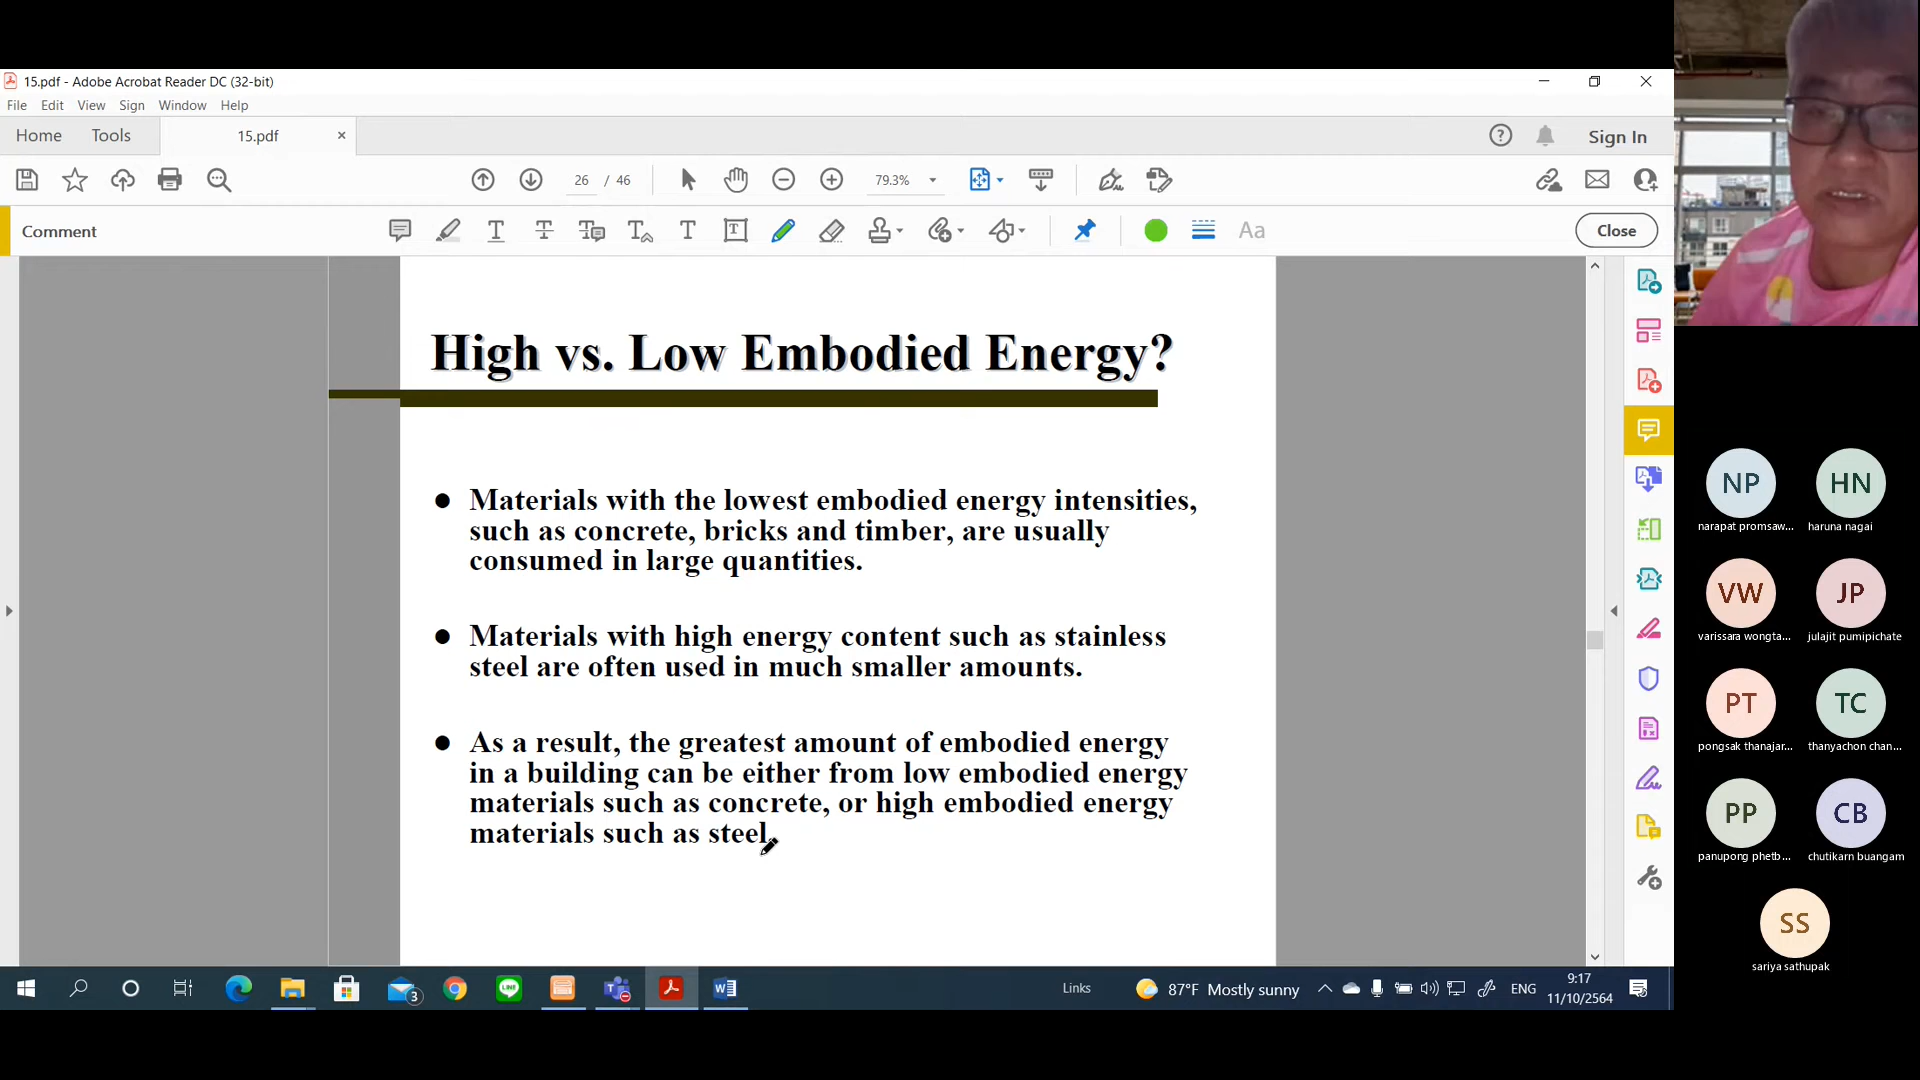 15.pdf - Adobe Acrobat Reader DC (32-bit)
File Edit View Sign Window Help
Home Tools 15.pdf Sign In
26 / 46 79.3%
Comment Aa Close
High vs. Low Embodied Energy?
Materials with the lowest embodied energy intensities,
such as concrete, bricks and timber, are usually
consumed in large quantities.
Materials with high energy content such as stainless
steel are often used in much smaller amounts.
As a result, the greatest amount of embodied energy
in a building can be either from low embodied energy
materials such as concrete, or high embodied energy
materials such as steel.
NP HN
narapat promsaw... haruna nagai
VW JP
varissara wongta... julajit pumipichate
PT TC
pongsak thanajar... thanyachon chan...
PP CB
panupong phetb... chutikarn buangam
SS
sariya sathupak
3 Links 87°F Mostly sunny ENG 9:17
11/10/2564